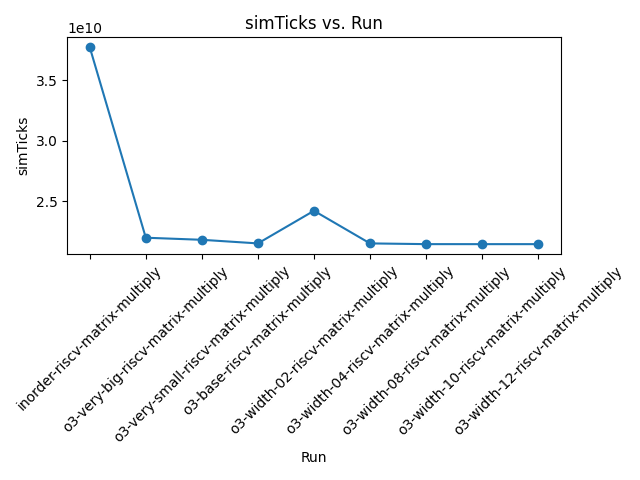 simTicks vs. Run
1e10
3.5
3.0
2.5
simTicks
inorder-riscv-matrix-multiply
o3-very-big-riscv-matrix-multiply
o3-very-small-riscv-matrix-multiply
o3-base-riscv-matrix-multiply
o3-width-02-riscv-matrix-multiply
o3-width-04-riscv-matrix-multiply
o3-width-08-riscv-matrix-multiply
o3-width-10-riscv-matrix-multiply
o3-width-12-riscv-matrix-multiply
Run